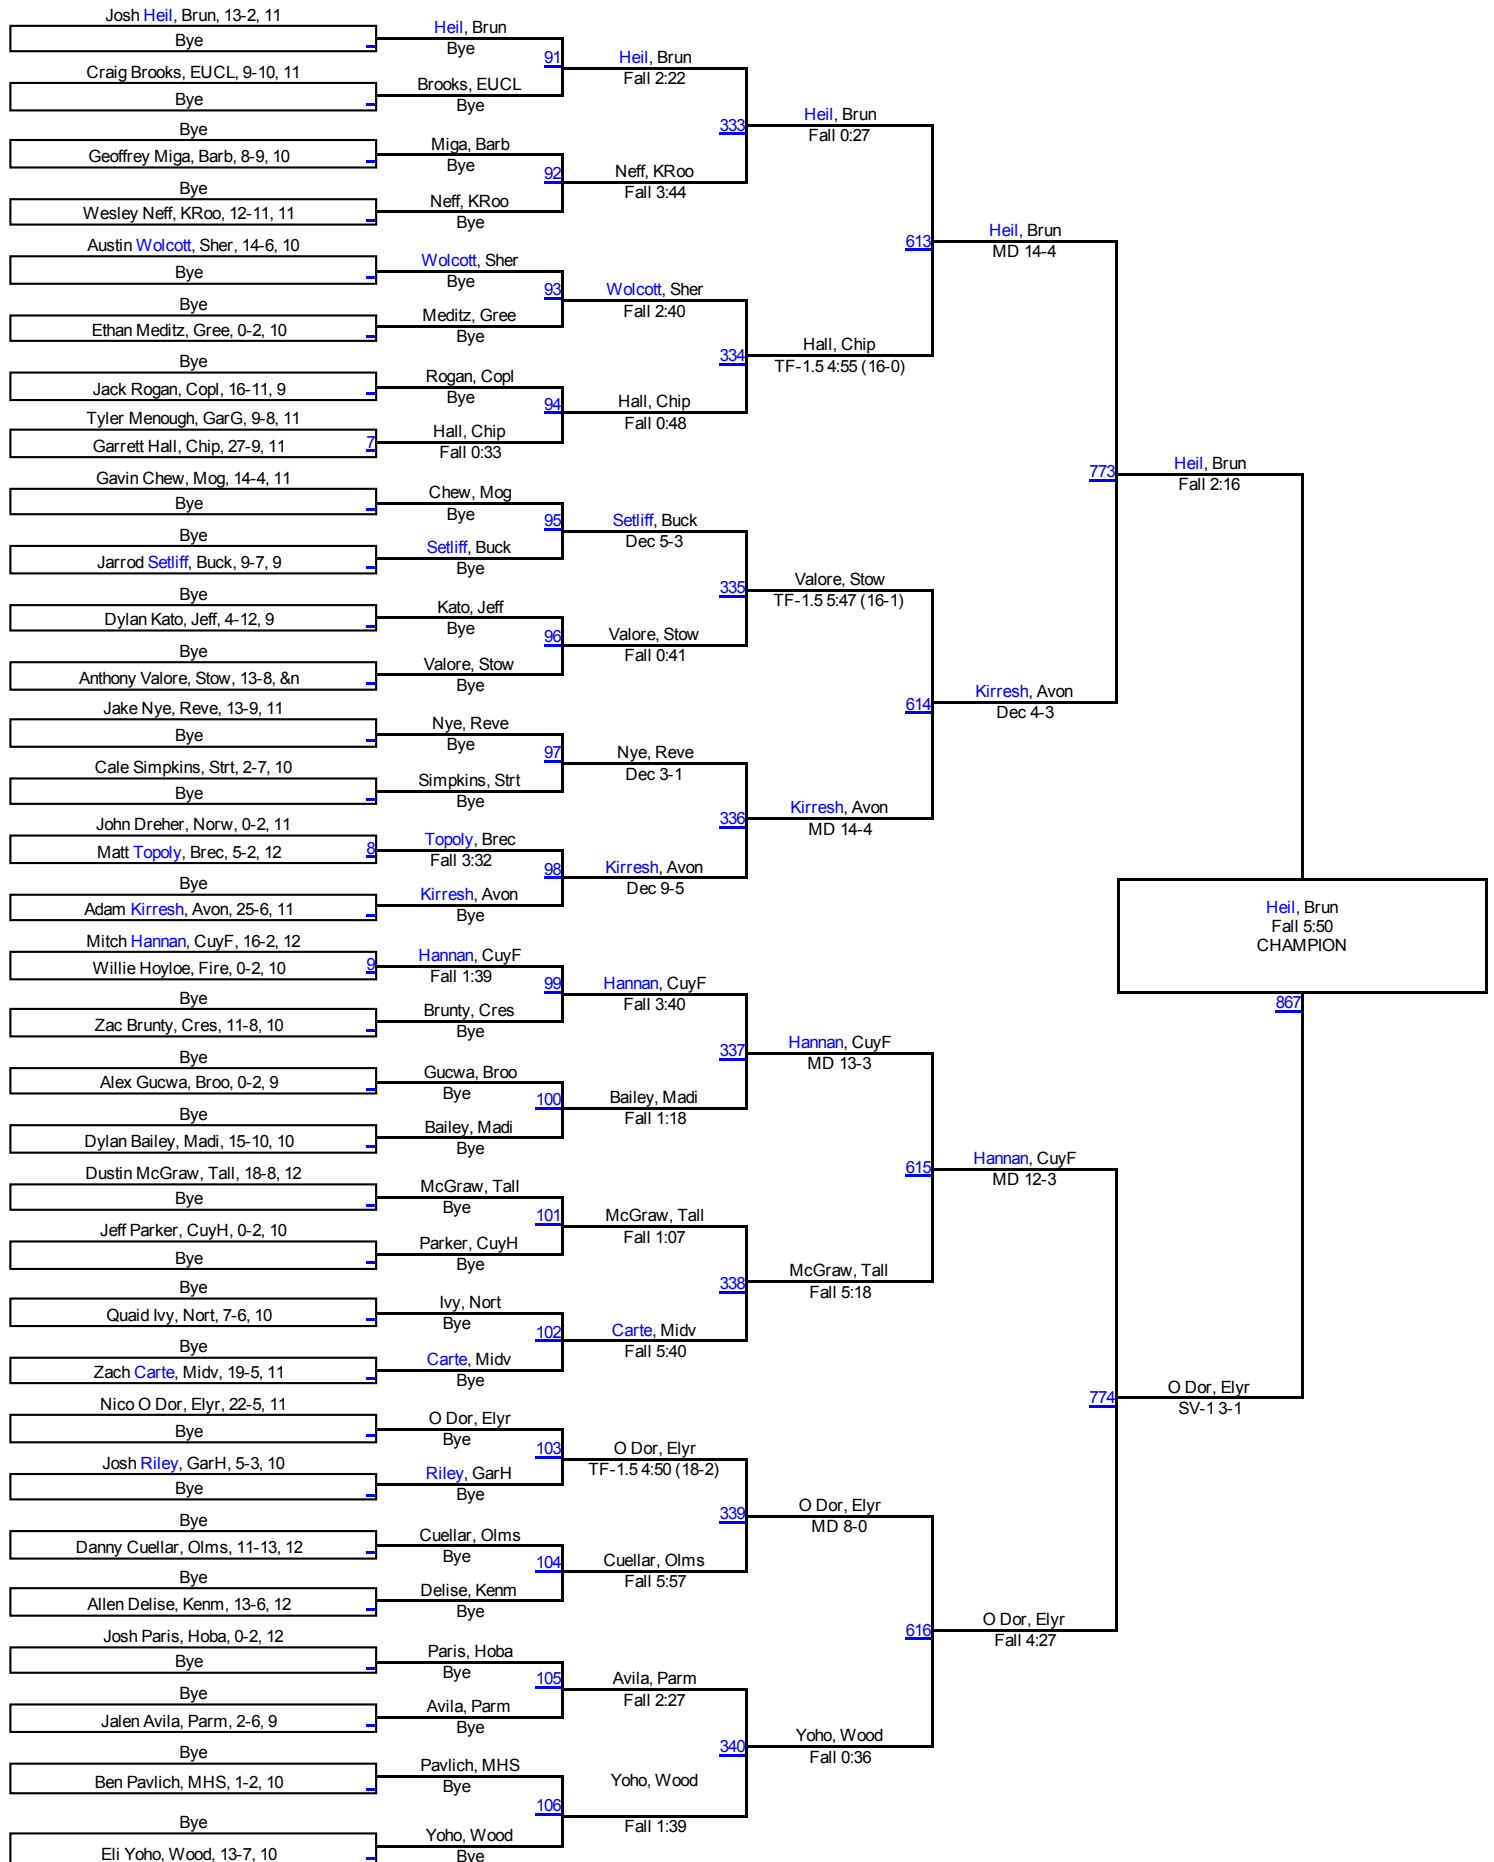 Josh Heil, Brun, 13-2, 11
Bye
Craig Brooks, EUCL, 9-10, 11
Bye
Bye
Geoffrey Miga, Barb, 8-9, 10
Bye
Wesley Neff, KRoo, 12-11, 11
Austin Wolcott, Sher, 14-6, 10
Bye
Bye
Ethan Meditz, Gree, 0-2, 10
Bye
Jack Rogan, Copl, 16-11, 9
Tyler Menough, GarG, 9-8, 11
Garrett Hall, Chip, 27-9, 11
7
Gavin Chew, Mog, 14-4, 11
Bye
Bye
Jarrod Setliff, Buck, 9-7, 9
Bye
Dylan Kato, Jeff, 4-12, 9
Bye
Anthony Valore, Stow, 13-8, &n
Jake Nye, Reve, 13-9, 11
Bye
Cale Simpkins, Strt, 2-7, 10
Bye
John Dreher, Norw, 0-2, 11
Matt Topoly, Brec, 5-2, 12
8
Bye
Adam Kirresh, Avon, 25-6, 11
Mitch Hannan, CuyF, 16-2, 12
Willie Hoyloe, Fire, 0-2, 10
9
Bye
Zac Brunty, Cres, 11-8, 10
Bye
Alex Gucwa, Broo, 0-2, 9
Bye
Dylan Bailey, Madi, 15-10, 10
Dustin McGraw, Tall, 18-8, 12
Bye
Jeff Parker, CuyH, 0-2, 10
Bye
Bye
Quaid Ivy, Nort, 7-6, 10
Bye
Zach Carte, Midv, 19-5, 11
Nico O Dor, Elyr, 22-5, 11
Bye
Josh Riley, GarH, 5-3, 10
Bye
Bye
Danny Cuellar, Olms, 11-13, 12
Bye
Allen Delise, Kenm, 13-6, 12
Josh Paris, Hoba, 0-2, 12
Bye
Bye
Jalen Avila, Parm, 2-6, 9
Bye
Ben Pavlich, MHS, 1-2, 10
Bye
Eli Yoho, Wood, 13-7, 10
Heil, Brun
Bye
91
Brooks, EUCL
Bye
Miga, Barb
Bye
92
Neff, KRoo
Bye
Wolcott, Sher
Bye
93
Meditz, Gree
Bye
Rogan, Copl
Bye
94
Hall, Chip
Fall 0:33
Chew, Mog
Bye
95
Setliff, Buck
Bye
Kato, Jeff
Bye
96
Valore, Stow
Bye
Nye, Reve
Bye
97
Simpkins, Strt
Bye
Topoly, Brec
Fall 3:32
98
Kirresh, Avon
Bye
Hannan, CuyF
Fall 1:39
99
Brunty, Cres
Bye
Gucwa, Broo
Bye
100
Bailey, Madi
Bye
McGraw, Tall
Bye
101
Parker, CuyH
Bye
Ivy, Nort
Bye
102
Carte, Midv
Bye
O Dor, Elyr
Bye
103
Riley, GarH
Bye
Cuellar, Olms
Bye
104
Delise, Kenm
Bye
Paris, Hoba
Bye
105
Avila, Parm
Bye
Pavlich, MHS
Bye
106
Yoho, Wood
Bye
Heil, Brun
Fall 2:22
333
Neff, KRoo
Fall 3:44
Wolcott, Sher
Fall 2:40
334
Hall, Chip
Fall 0:48
Setliff, Buck
Dec 5-3
335
Valore, Stow
Fall 0:41
Nye, Reve
Dec 3-1
336
Kirresh, Avon
Dec 9-5
Hannan, CuyF
Fall 3:40
337
Bailey, Madi
Fall 1:18
McGraw, Tall
Fall 1:07
338
Carte, Midv
Fall 5:40
O Dor, Elyr
TF-1.5 4:50 (18-2)
339
Cuellar, Olms
Fall 5:57
Avila, Parm
Fall 2:27
340
Yoho, Wood
Fall 1:39
Heil, Brun
Fall 0:27
613
Hall, Chip
TF-1.5 4:55 (16-0)
Valore, Stow
TF-1.5 5:47 (16-1)
614
Kirresh, Avon
MD 14-4
Hannan, CuyF
MD 13-3
615
McGraw, Tall
Fall 5:18
O Dor, Elyr
MD 8-0
616
Yoho, Wood
Fall 0:36
Heil, Brun
MD 14-4
773
Kirresh, Avon
Dec 4-3
Hannan, CuyF
MD 12-3
774
O Dor, Elyr
Fall 4:27
Heil, Brun
Fall 2:16
O Dor, Elyr
SV-1 3-1
Heil, Brun
Fall 5:50
CHAMPION
867